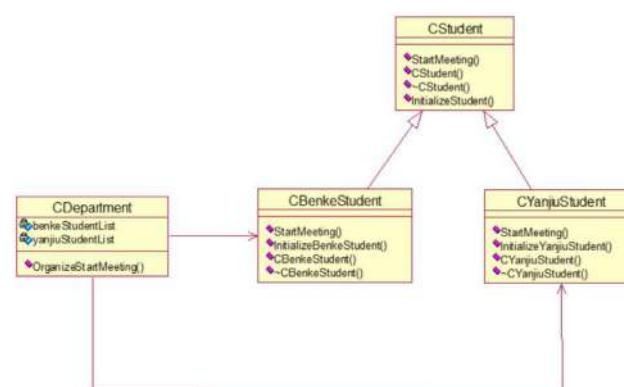 CStudent
StartMeeting()
CStudent()
~CStudent()
InitializeStudent()
CDepartment
benkeStudentList
yanjiuStudentList
OrganizeStartMeeting()
CBenkeStudent
StartMeeting()
InitializeBenkeStudent()
CBenkeStudent()
~CBenkeStudent()
CYanjiuStudent
StartMeeting()
InitializeYanjiuStudent()
CYanjiuStudent()
~CYanjiuStudent()